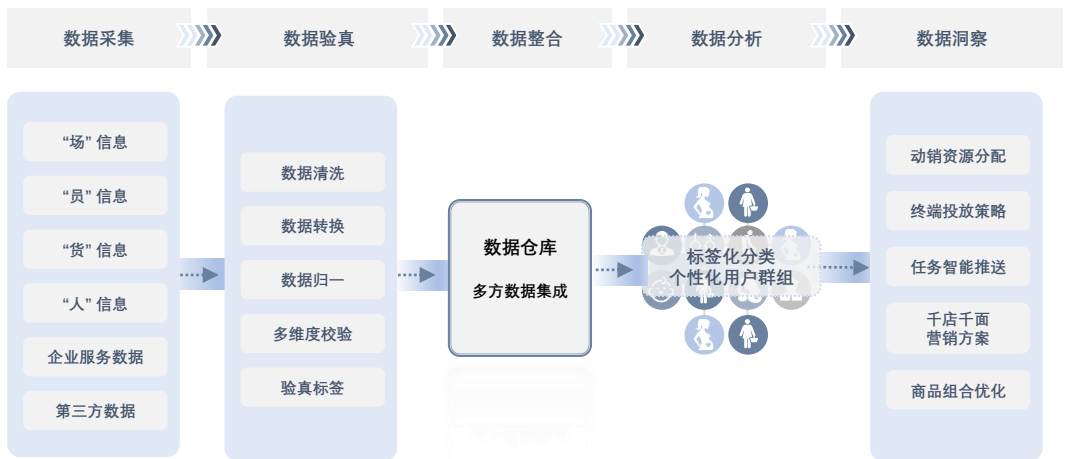 数据采集
数据验真
数据整合
数据分析
数据洞察
“场” 信息
“员” 信息
“货” 信息
“人” 信息
企业服务数据
第三方数据
数据清洗
数据转换
数据归一
多维度校验
验真标签
数据仓库
多方数据集成
标签化分类
个性化用户群组
动销资源分配
终端投放策略
任务智能推送
千店千面
营销方案
商品组合优化